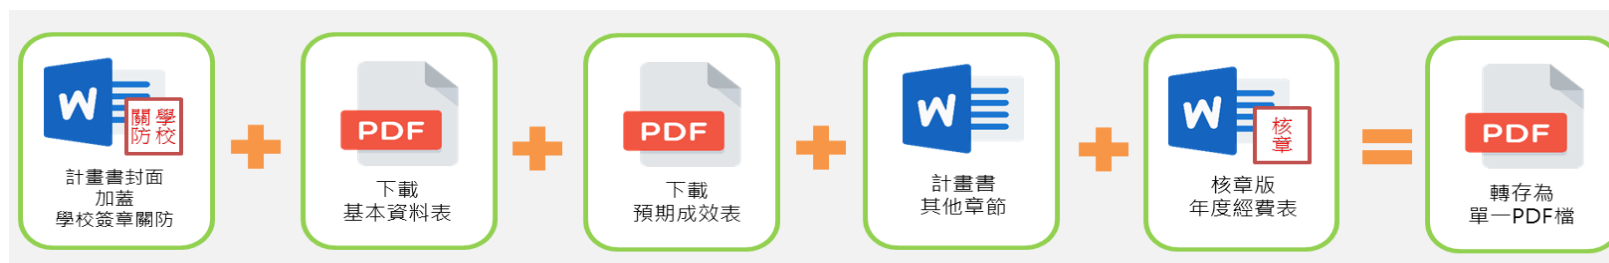 W
學校
關防
計畫書封面
加蓋
學校簽章關防
PDF
下載
基本資料表
PDF
下載
預期成效表
W
計畫書
其他章節
W
核章
核章版
年度經費表
PDF
轉存為
單一PDF檔